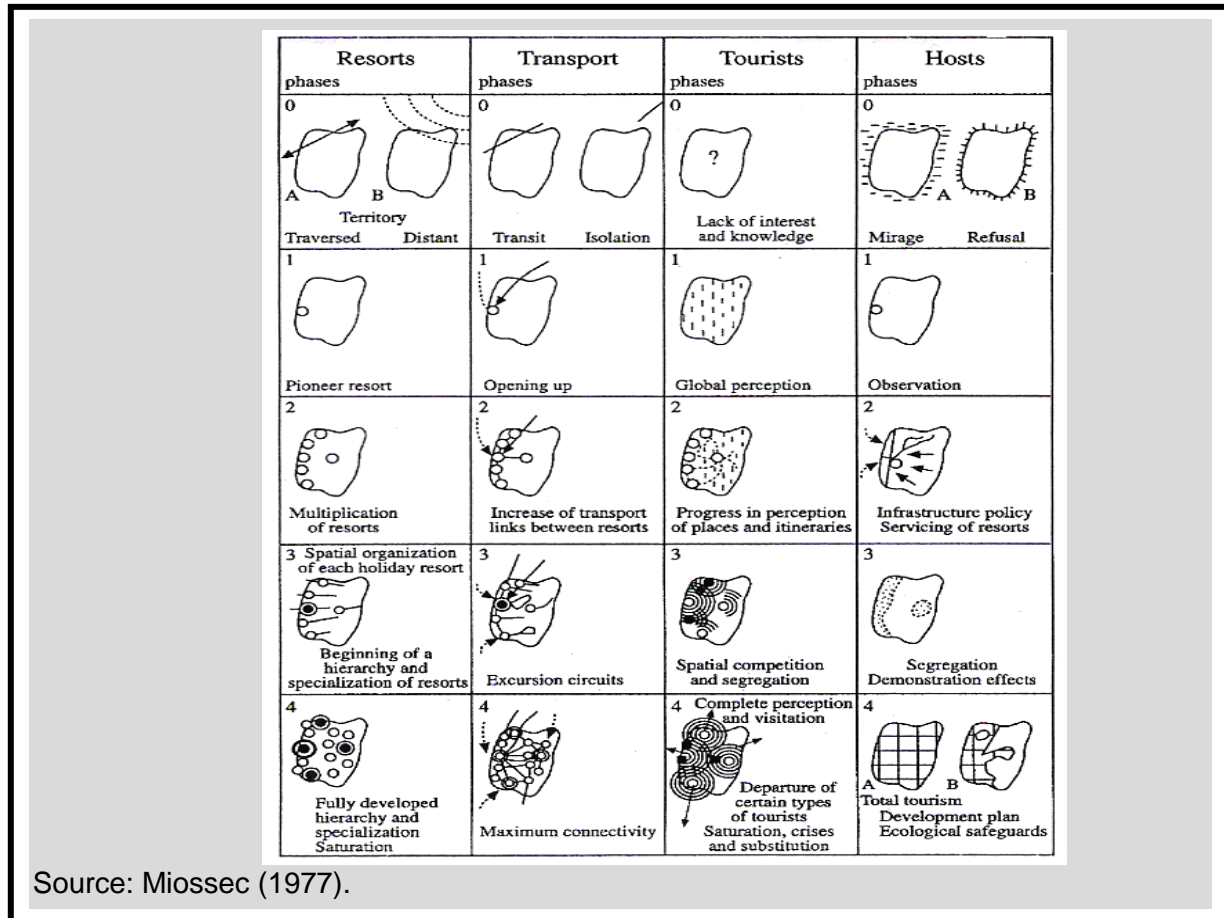 Resorts
phases
Transport
phases
Tourists
phases
Hosts
phases
0
A
B
Territory
Traversed Distant
0
Transit Isolation
0
?
Lack of interest
and knowledge
0
A
B
Mirage Refusal
1
Pioneer resort
1
Opening up
1
Global perception
1
Observation
2
Multiplication
of resorts
2
Increase of transport
links between resorts
2
Progress in perception
of places and itineraries
2
Infrastructure policy
Servicing of resorts
3 Spatial organization
of each holiday resort
Beginning of a
hierarchy and
specialization of resorts
3
Excursion circuits
3
Spatial competition
and segregation
3
Segregation
Demonstration effects
4
Fully developed
hierarchy and
specialization
Saturation
4
Maximum connectivity
4 Complete perception
and visitation
Departure of
certain types
of tourists
Saturation, crises
and substitution
4
A B
Total tourism
Development plan
Ecological safeguards
Source: Miossec (1977).